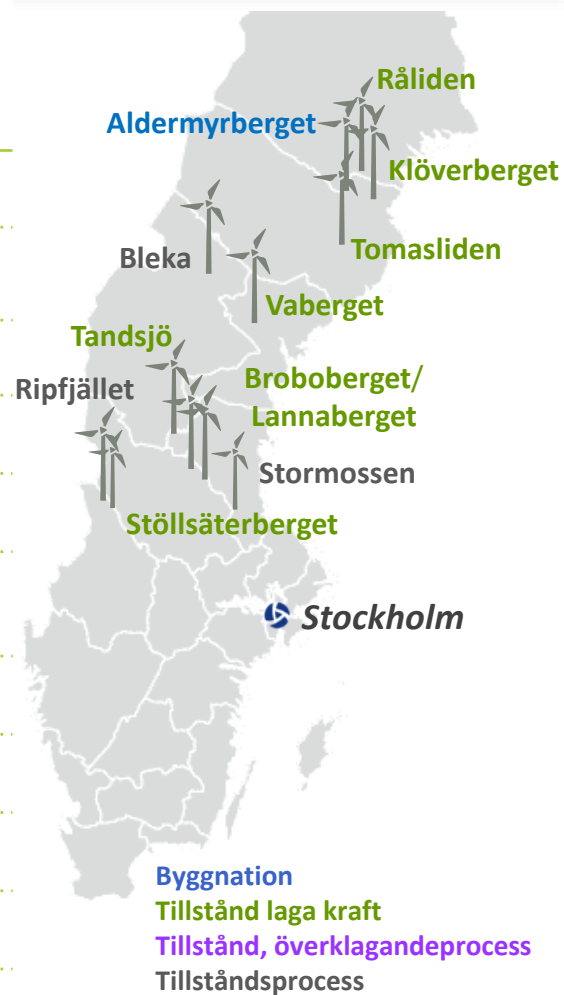 Råliden
Aldermyrberget
Klöverberget
Tomasliden
Bleka
Vaberget
Tandsjö
Broboberget/
Lannaberget
Ripfjället
Stormossen
Stöllsäterberget
Stockholm
Byggnation
Tillstånd laga kraft
Tillstånd, överklagandeprocess
Tillståndsprocess